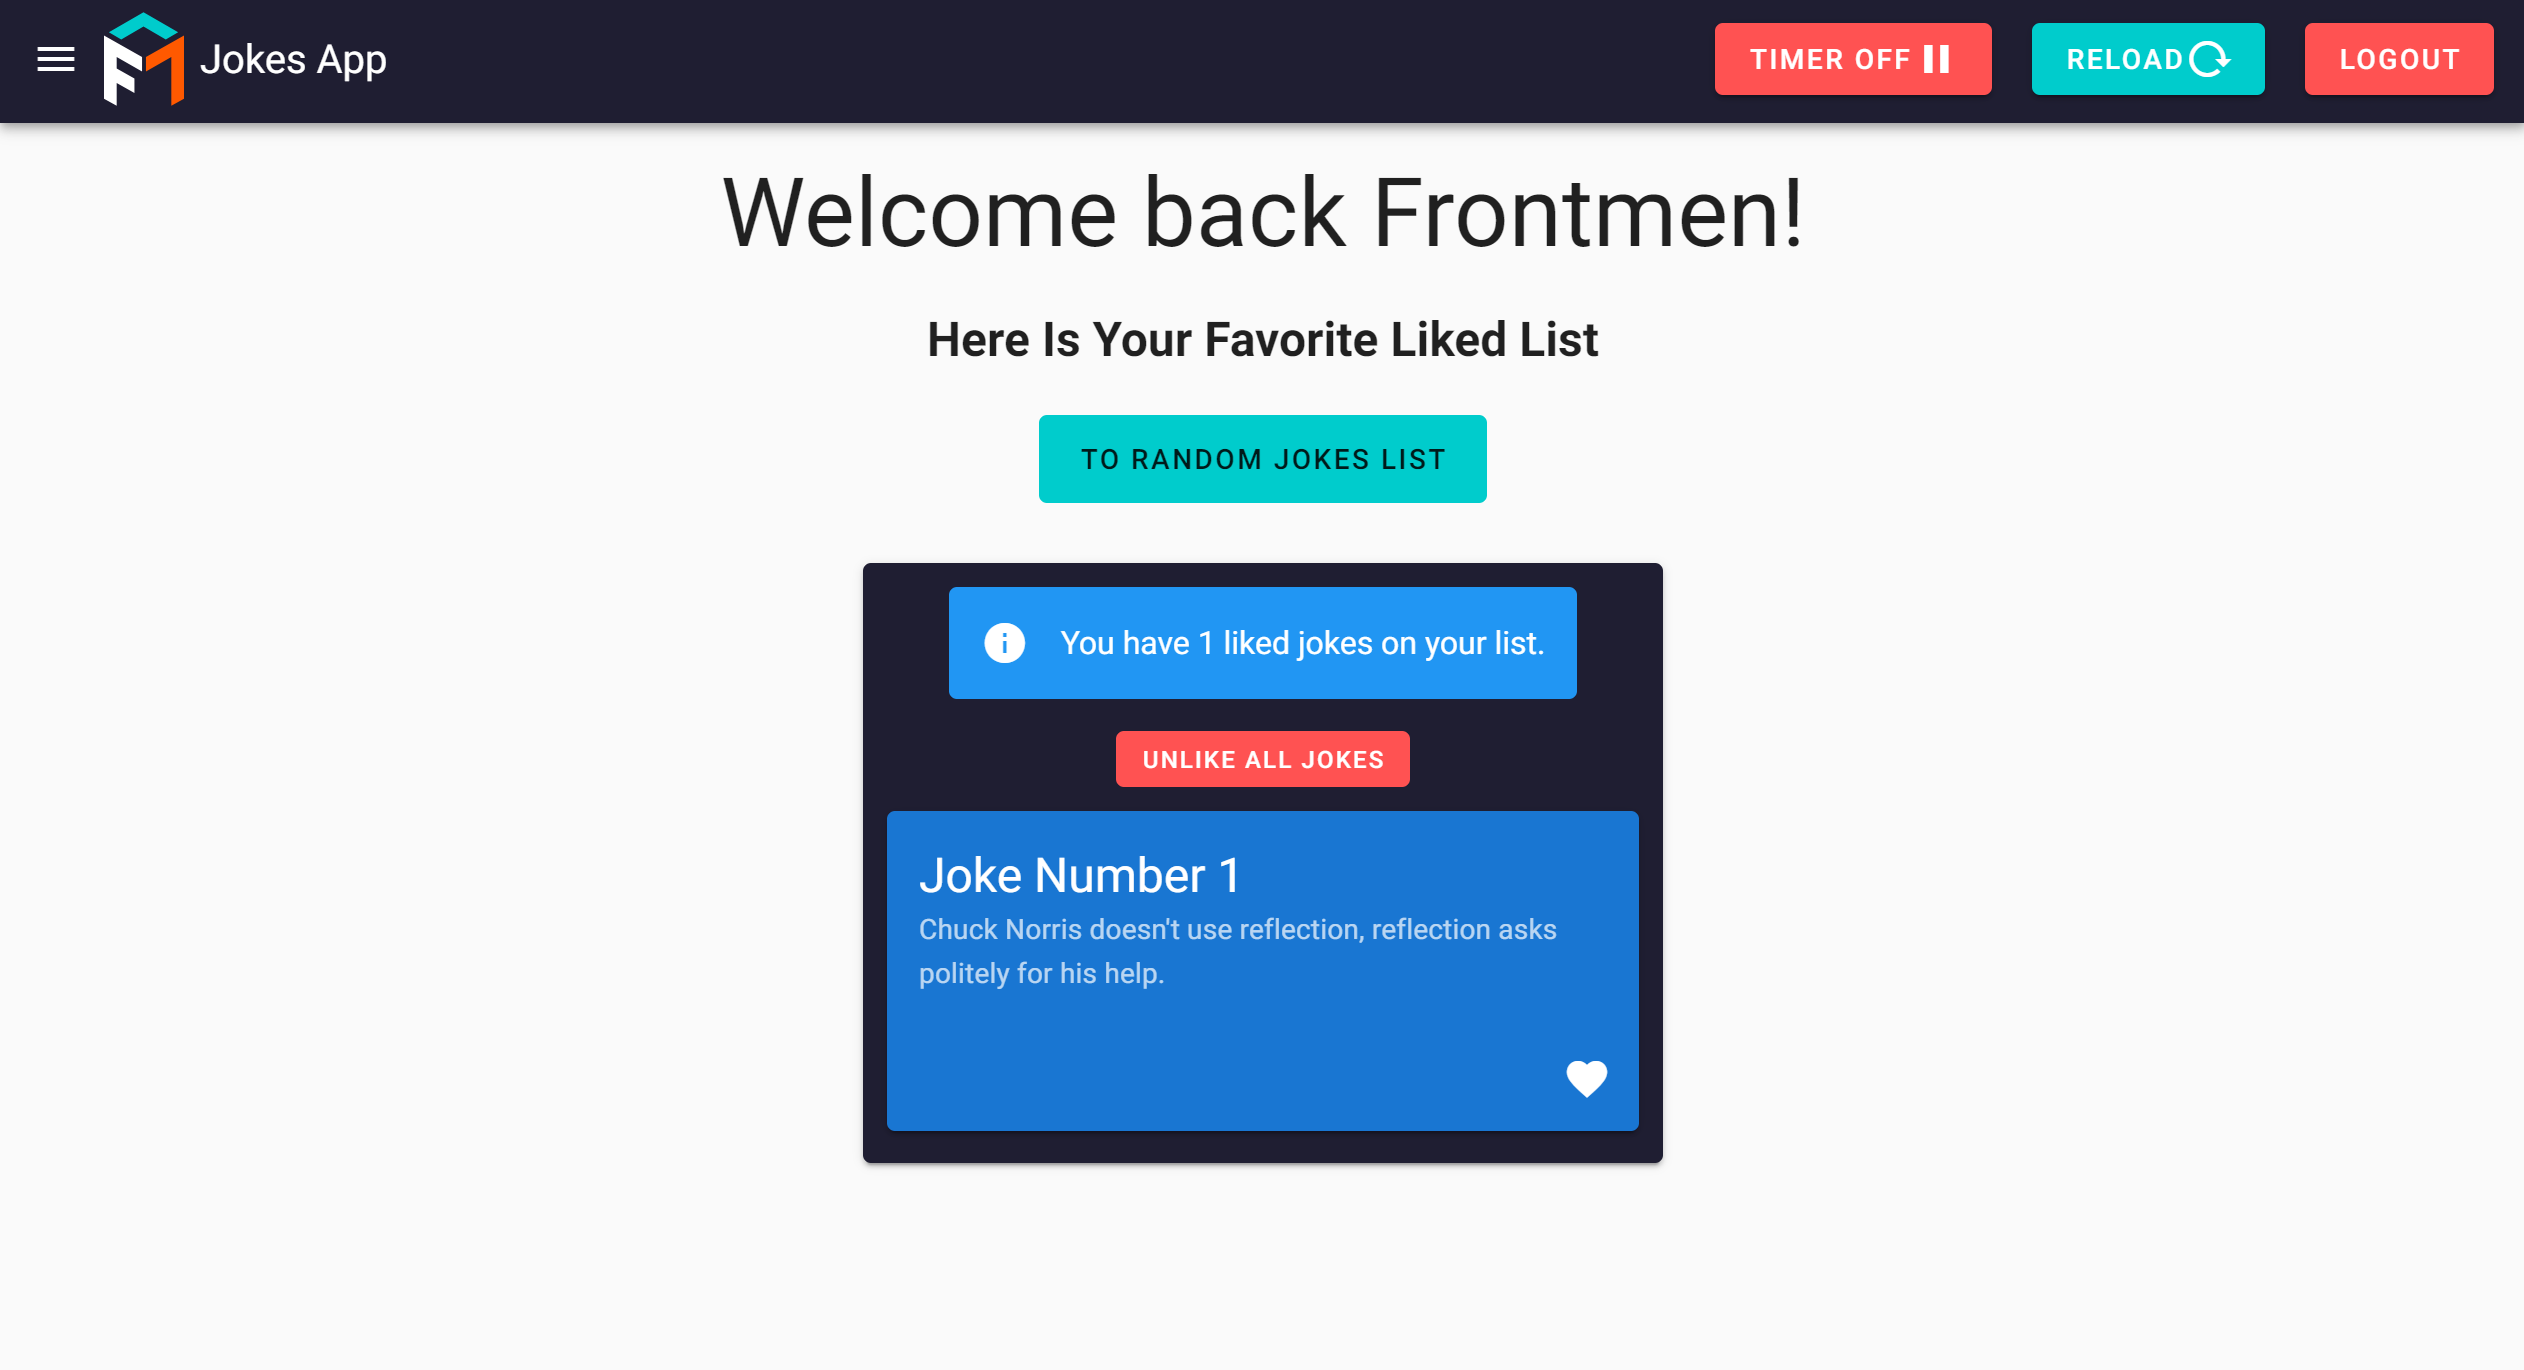 Jokes App
TIMER OFF
RELOAD
LOGOUT
Welcome back Frontmen!
Here Is Your Favorite Liked List
TO RANDOM JOKES LIST
You have 1 liked jokes on your list.
UNLIKE ALL JOKES
Joke Number 1
Chuck Norris doesn't use reflection, reflection asks
politely for his help.